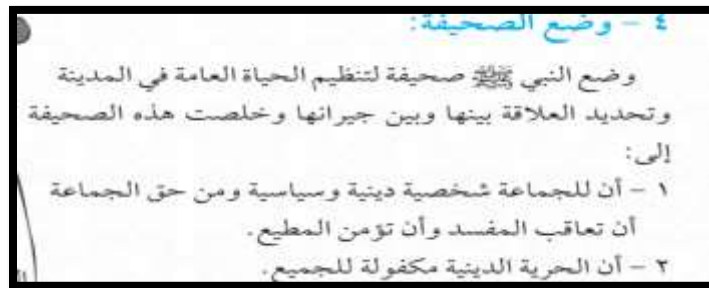 ٤ - وضع الصحيفة:
وضع النبي ﷺ صحيفة لتنظيم الحياة العامة في المدينة
وتحديد العلاقة بينها وبين جيرانها وخلصت هذه الصحيفة
إلى:
١ - أن للجماعة شخصية دينية وسياسية ومن حق الجماعة
أن تعاقب المفسد وأن تؤمن المطيع.
٢ - أن الحرية الدينية مكفولة للجميع.